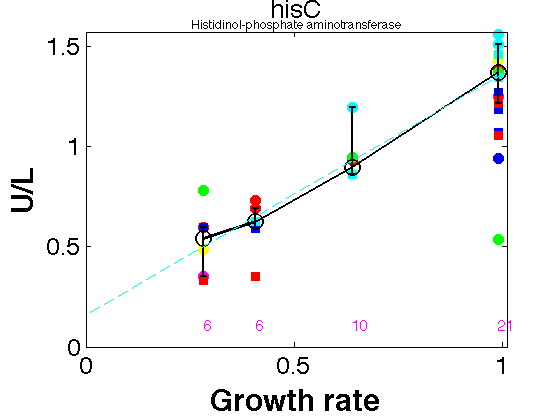 hisC
Histidinol-phosphate aminotransferase
1.5
1
0.5
0
U/L
6 6 10 21
0 0.5 1
Growth rate